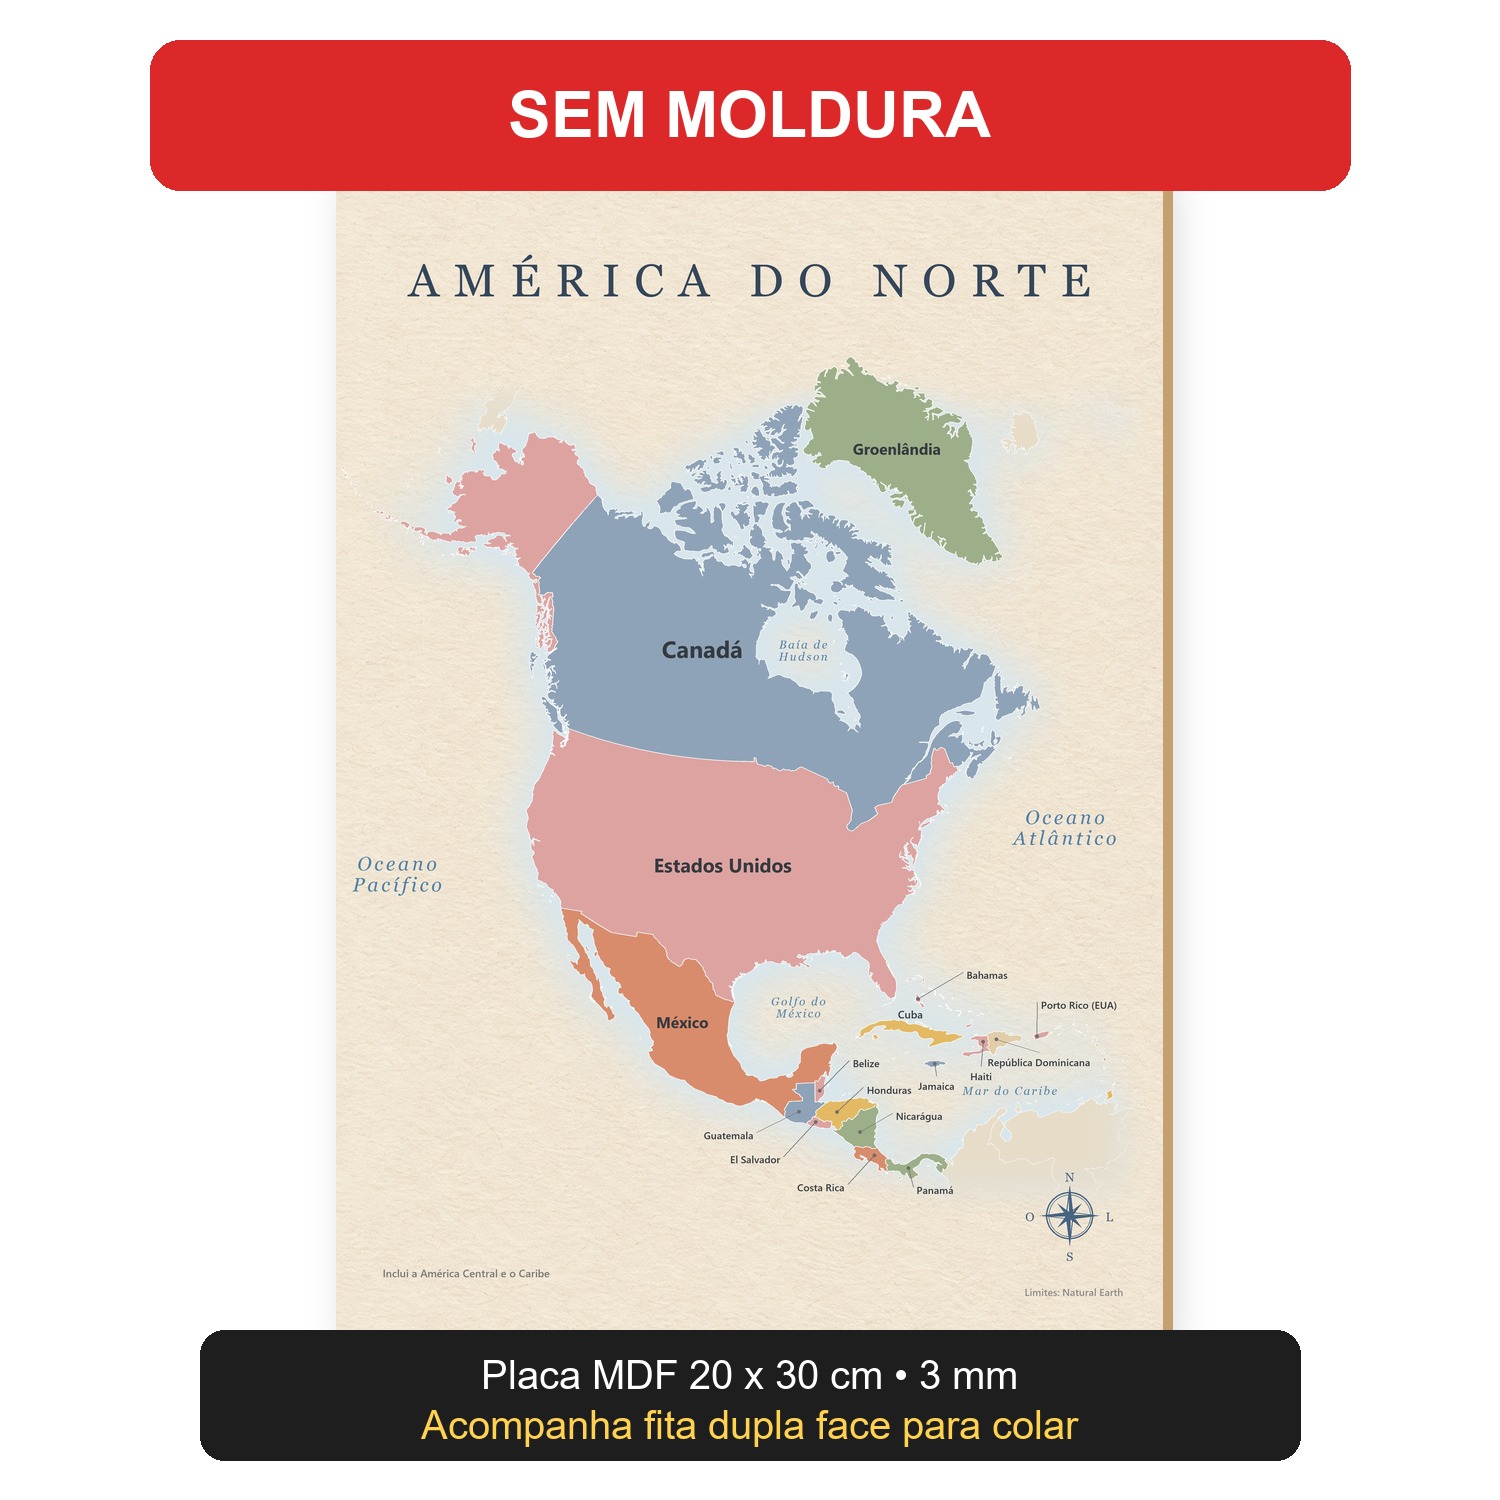 SEM MOLDURA
AMÉRICA DO NORTE
Groenlândia
Canadá
Baía de
Hudson
Oceano
Atlântico
Oceano
Pacífico
Estados Unidos
Bahamas
Golfo do
México
Porto Rico (EUA)
Cuba
México
Belize
República Dominicana
Haiti
Jamaica
Honduras
Mar do Caribe
Nicarágua
Guatemala
El Salvador
Costa Rica
Panamá
N
O
L
S
Inclui a América Central e o Caribe
Limites: Natural Earth
Placa MDF 20 x 30 cm • 3 mm
Acompanha fita dupla face para colar